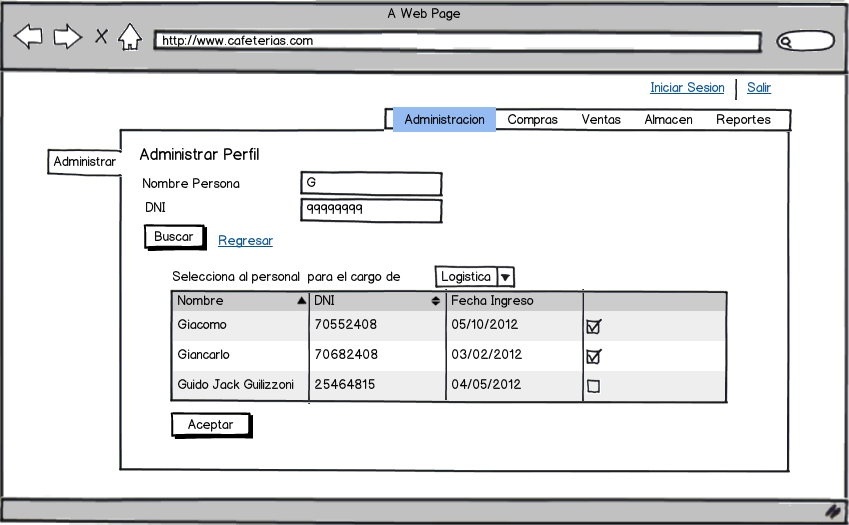 A Web Page
http://www.cafeterias.com
Iniciar Sesion Salir
Administracion Compras Ventas Almacen Reportes
Administrar
Administrar Perfil
Nombre Persona G
DNI 99999999
Buscar Regresar
Selecciona al personal para el cargo de Logistica
Nombre DNI Fecha Ingreso
Giacomo 70552408 05/10/2012
Giancarlo 70682408 03/02/2012
Guido Jack Guilizzoni 25464815 04/05/2012
Aceptar